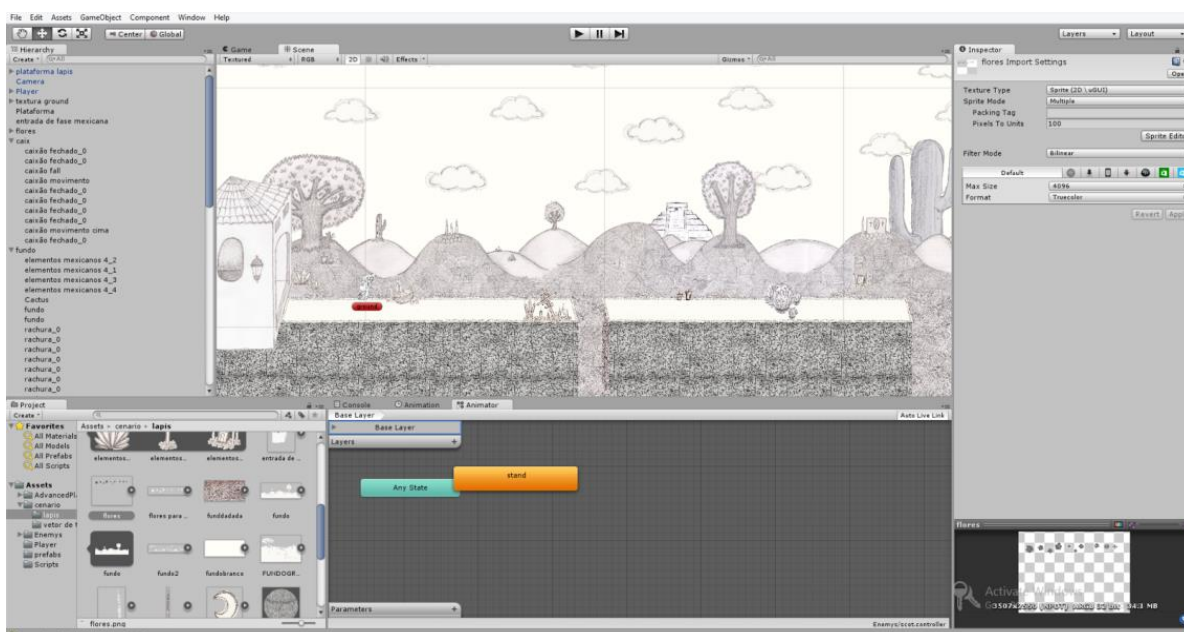 File Edit Assets GameObject Component Window Help
Center Global
Layers Layout
Hierarchy
Create
plataforma lapis
Camera
Player
textura ground
Plataforma
entrada de fase mexicana
flores
caix
caixão fechado_0
caixão fechado_0
caixão fall
caixão movimento
caixão fechado_0
caixão fechado_0
caixão fechado_0
caixão fechado_0
caixão movimento cima
caixão fechado_0
fundo
elementos mexicanos 4_2
elementos mexicanos 4_1
elementos mexicanos 4_3
elementos mexicanos 4_4
Cactus
fundo
fundo
rachura_0
rachura_0
rachura_0
rachura_0
rachura_0
rachura_0
rachura_0
Game Scene
Textured RGB 2D Effects Gizmos
ground
Inspector
flores Import Settings
Texture Type Sprite (2D \ uGUI)
Sprite Mode Multiple
Packing Tag
Pixels To Units 100
Filter Mode Bilinear
Default
Max Size 4096
Format Truecolor
Revert
Project
Create
Favorites
All Materials
All Models
All Prefabs
All Scripts
Assets
cenario
lapis
vetor de
Enemys
Player
prefabs
Scripts
Assets cenario lapis
elementos... elementos... elementos... entrada de ...
flores flores para ... funddadada fundo
fundo fundo2 fundobranco FUNDOGR...
flores.png
Console Animation Animator
Base Layer Auto Live Link
Base Layer
Layers
Any State
stand
Parameters
Enemys/scot.controller
flores